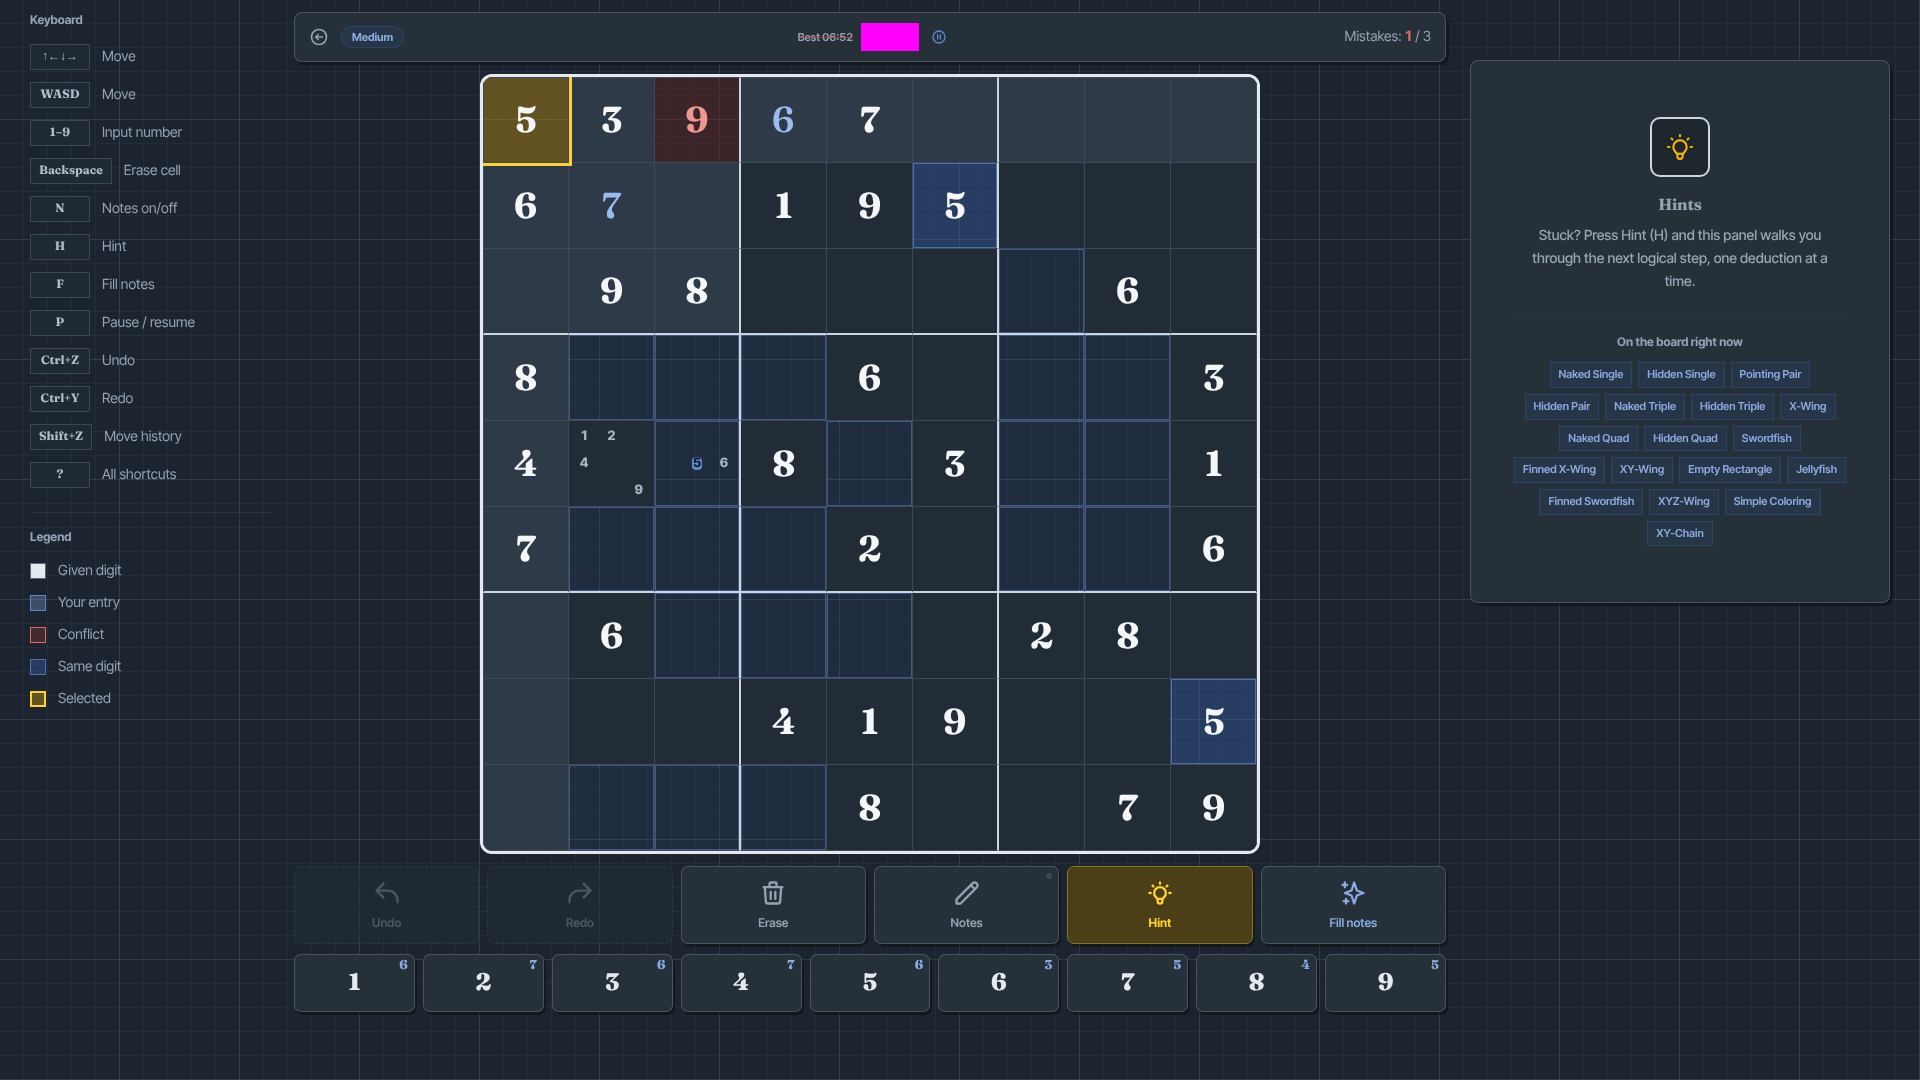 Keyboard
↑←↓→ Move
WASD Move
1–9 Input number
Backspace Erase cell
N Notes on/off
H Hint
F Fill notes
P Pause / resume
Ctrl+Z Undo
Ctrl+Y Redo
Shift+Z Move history
? All shortcuts
Legend
Given digit
Your entry
Conflict
Same digit
Selected
Medium
Best 06:52
Mistakes: 1 / 3
5 3 9 6 7
6 7 1 9 5
9 8 6
8 6 3
1 2
4 4 5 6 8 3 1
9
7 2 6
6 2 8
4 1 9 5
8 7 9
Undo Redo Erase Notes Hint Fill notes
1 6 2 7 3 6 4 7 5 6 6 3 7 5 8 4 9 5
Hints
Stuck? Press Hint (H) and this panel walks you
through the next logical step, one deduction at a
time.
On the board right now
Naked Single Hidden Single Pointing Pair
Hidden Pair Naked Triple Hidden Triple X-Wing
Naked Quad Hidden Quad Swordfish
Finned X-Wing XY-Wing Empty Rectangle Jellyfish
Finned Swordfish XYZ-Wing Simple Coloring
XY-Chain